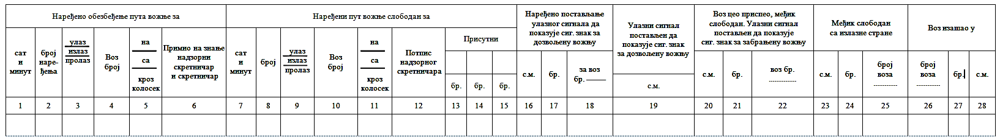 Наређено обезбеђење пута вожње за
Наређени пут вожње слободан за
Наређено постављање
улазног сигнала да
показује сиг. знак за
дозвољену вожњу
Улазни сигнал
постављен да
показује сиг. знак
за дозвољену вожњу
Воз цео приспео, међик
слободан. Улазни сигнал
постављен да показује
сиг. знак за забрањену вожњу
Међик слободан
са излазне стране
Воз изашао у
сат
и
минут
број
наре-
ђења
улаз
излаз
пролаз
Воз
број
на
са
кроз
колосек
Примио на знање
надзорни
скретничар
и скретничар
сат
и
минут
број
улаз
излаз
пролаз
Воз
број
на
са
кроз
колосек
Потпис
надзорног
скретничара
Присутни
бр. бр. бр.
с.м.
бр.
за воз
бр. ______
с.м.
с.м.
бр.
воз бр.
...............
с.м.
бр.
број
воза
.............
број
воза
.............
бр.
с.м.
1 2 3 4 5 6 7 8 9 10 11 12 13 14 15 16 17 18 19 20 21 22 23 24 25 26 27 28